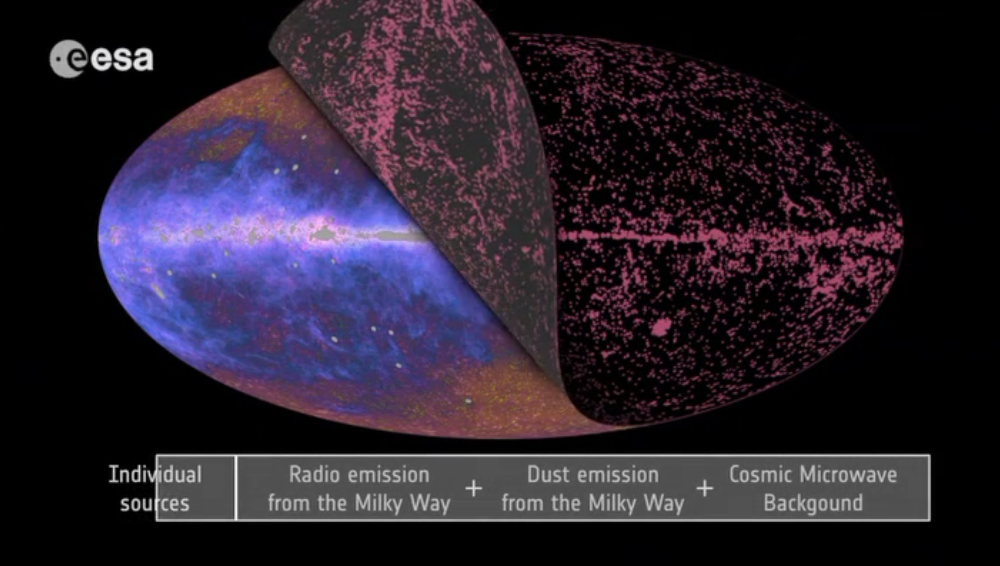 esa
Individual
sources
Radio emission
from the Milky Way
+
Dust emission
from the Milky Way
+
Cosmic Microwave
Backgound